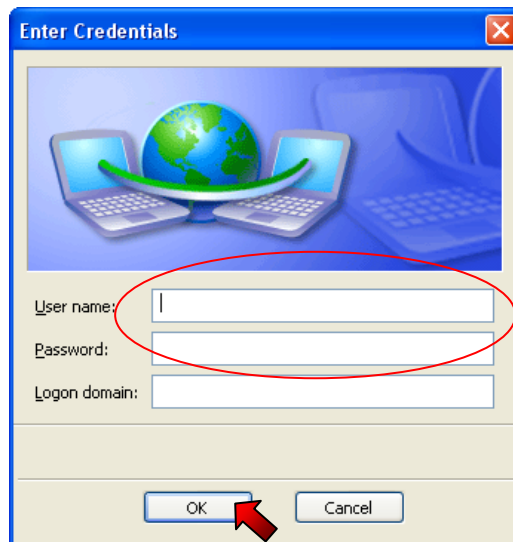 Enter Credentials
User name:
Password:
Logon domain:
OK Cancel